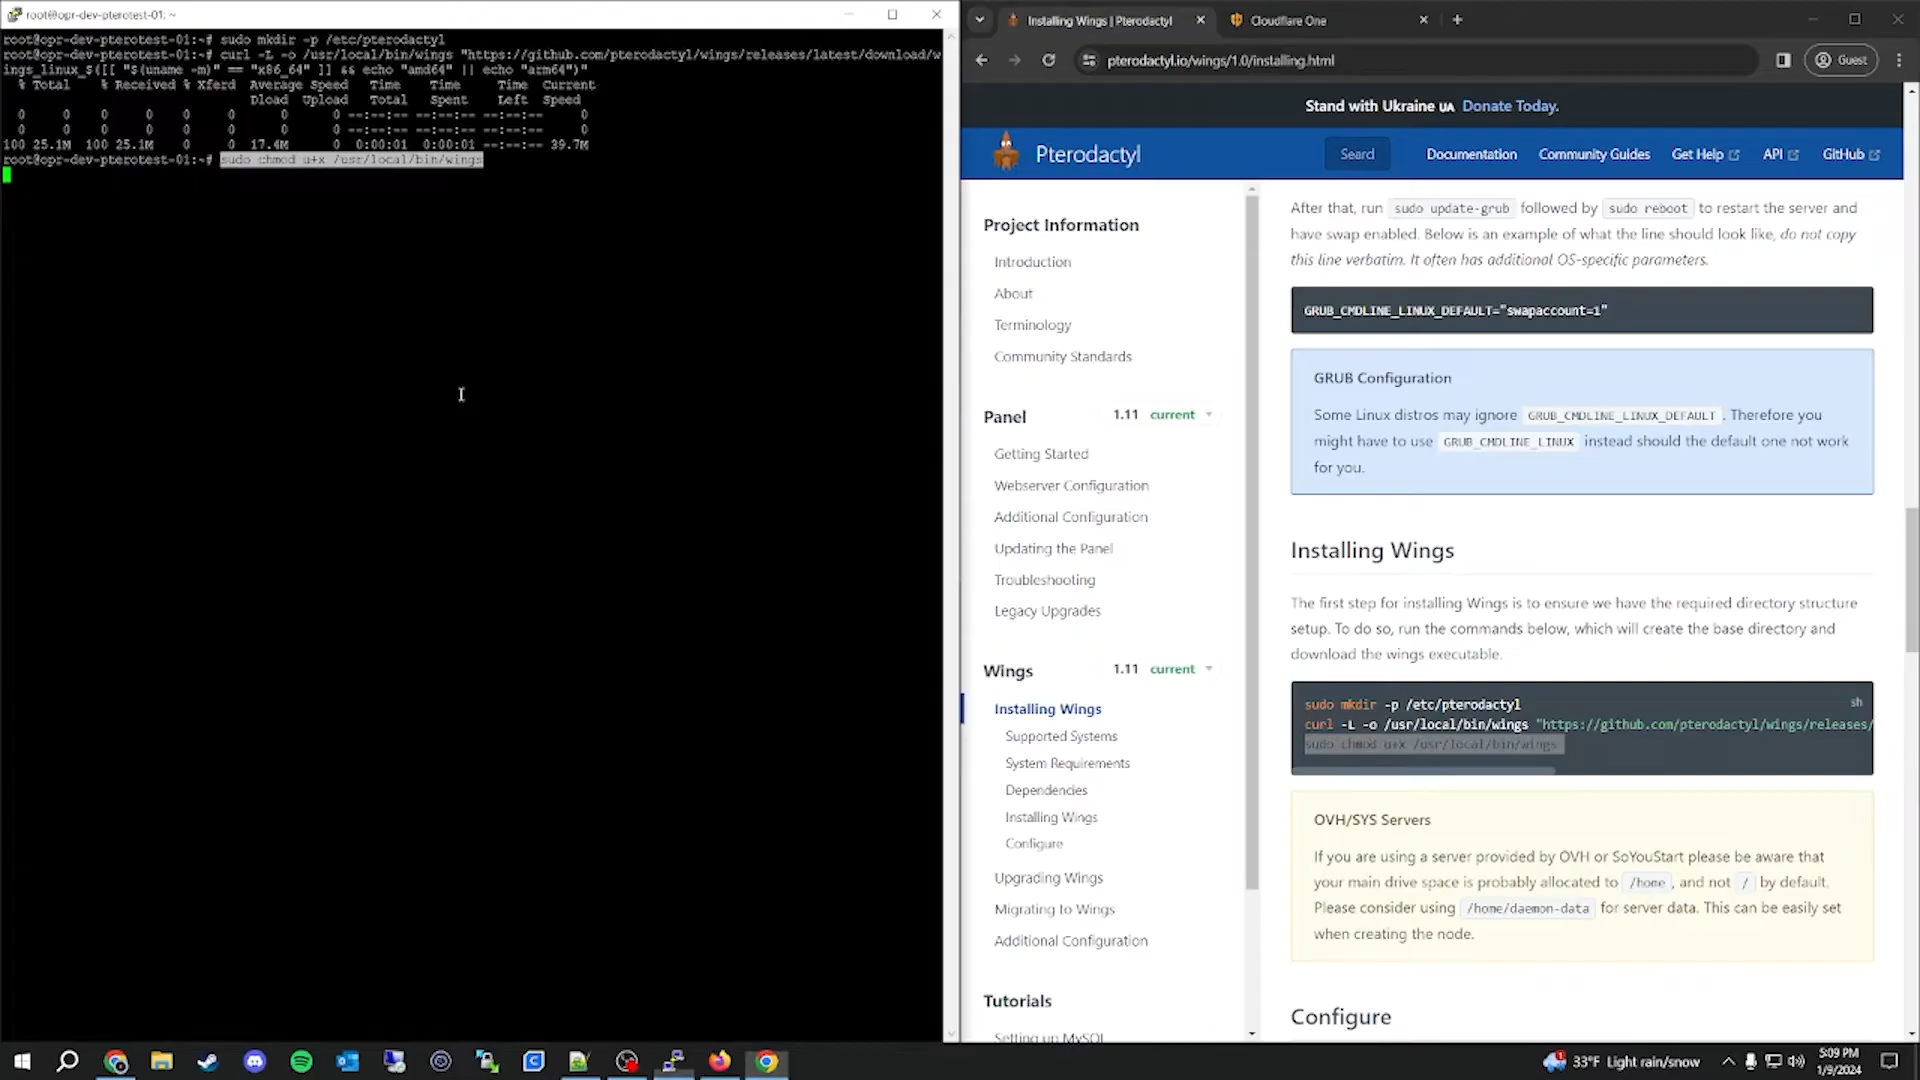 root@opr-dev-pterotest-01: ~
root@opr-dev-pterotest-01:~# sudo mkdir -p /etc/pterodactyl
root@opr-dev-pterotest-01:~# curl -L -o /usr/local/bin/wings "https://github.com/pterodactyl/wings/releases/latest/download/w
ings_linux_$([[ "$(uname -m)" == "x86_64" ]] && echo "amd64" || echo "arm64")"
% Total % Received % Xferd Average Speed Time Time Time Current
Dload Upload Total Spent Left Speed
0 0 0 0 0 0 0 0 --:--:-- --:--:-- --:--:-- 0
0 0 0 0 0 0 0 0 --:--:-- --:--:-- --:--:-- 0
100 25.1M 100 25.1M 0 0 17.4M 0 0:00:01 0:00:01 --:--:-- 39.7M
root@opr-dev-pterotest-01:~# sudo chmod u+x /usr/local/bin/wings
Installing Wings | Pterodactyl
Cloudflare One
pterodactyl.io/wings/1.0/installing.html
Guest
Stand with Ukraine UA Donate Today.
Pterodactyl
Search
Documentation
Community Guides
Get Help
API
GitHub
Project Information
Introduction
About
Terminology
Community Standards
Panel 1.11 current
Getting Started
Webserver Configuration
Additional Configuration
Updating the Panel
Troubleshooting
Legacy Upgrades
Wings 1.11 current
Installing Wings
Supported Systems
System Requirements
Dependencies
Installing Wings
Configure
Upgrading Wings
Migrating to Wings
Additional Configuration
Tutorials
Setting up MySQL
After that, run sudo update-grub followed by sudo reboot to restart the server and
have swap enabled. Below is an example of what the line should look like, do not copy
this line verbatim. It often has additional OS-specific parameters.
GRUB_CMDLINE_LINUX_DEFAULT="swapaccount=1"
GRUB Configuration
Some Linux distros may ignore GRUB_CMDLINE_LINUX_DEFAULT . Therefore you
might have to use GRUB_CMDLINE_LINUX instead should the default one not work
for you.
Installing Wings
The first step for installing Wings is to ensure we have the required directory structure
setup. To do so, run the commands below, which will create the base directory and
download the wings executable.
sh
sudo mkdir -p /etc/pterodactyl
curl -L -o /usr/local/bin/wings "https://github.com/pterodactyl/wings/releases/
sudo chmod u+x /usr/local/bin/wings
OVH/SYS Servers
If you are using a server provided by OVH or SoYouStart please be aware that
your main drive space is probably allocated to /home , and not / by default.
Please consider using /home/daemon-data for server data. This can be easily set
when creating the node.
Configure
33°F Light rain/snow
5:09 PM
1/9/2024